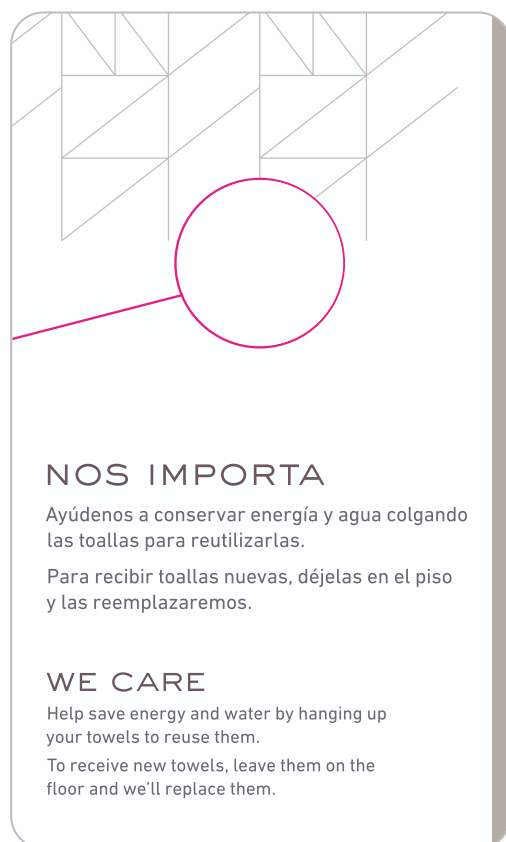 NOS IMPORTA
Ayúdenos a conservar energía y agua colgando
las toallas para reutilizarlas.
Para recibir toallas nuevas, déjelas en el piso
y las reemplazaremos.
WE CARE
Help save energy and water by hanging up
your towels to reuse them.
To receive new towels, leave them on the
floor and we’ll replace them.